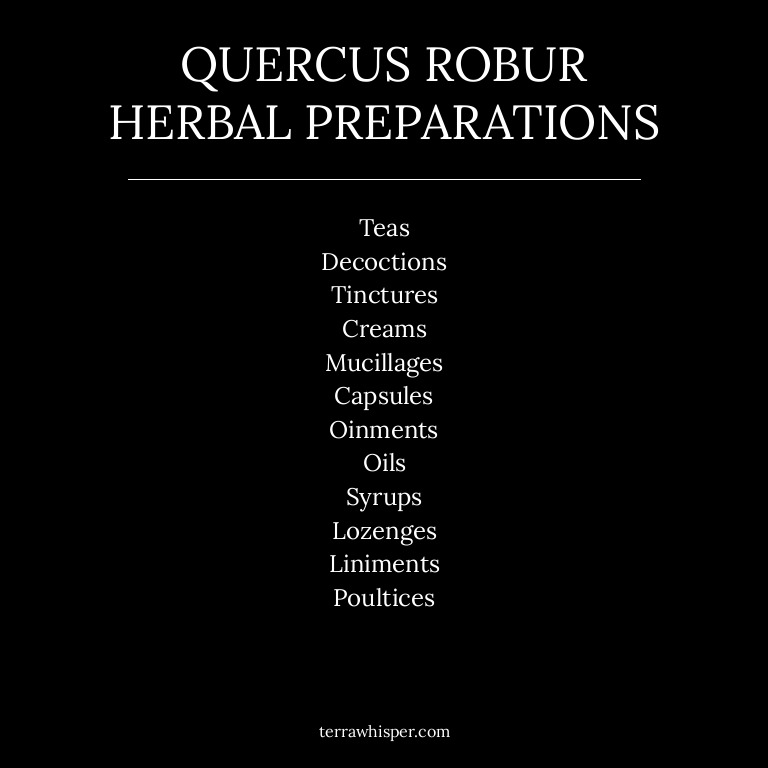 QUERCUS ROBUR
HERBAL PREPARATIONS
Teas
Decoctions
Tinctures
Creams
Mucillages
Capsules
Oinments
Oils
Syrups
Lozenges
Liniments
Poultices
terrawhisper.com